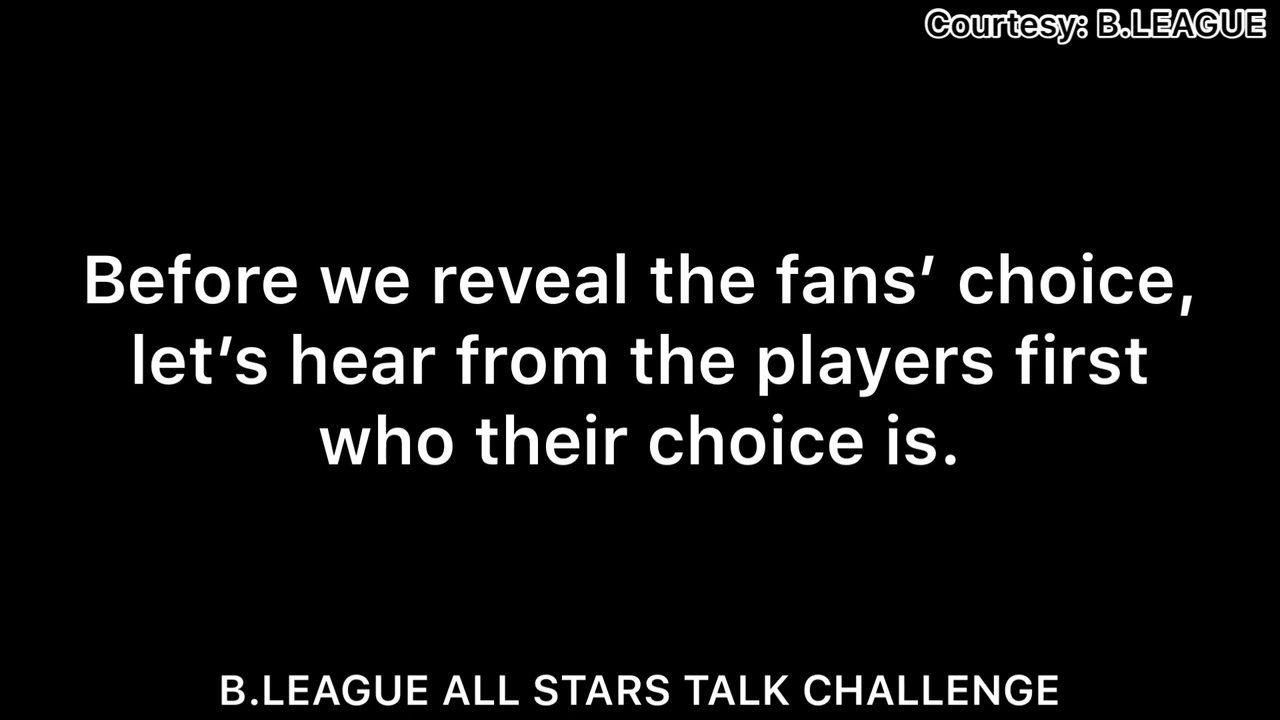 Courtesy: B.LEAGUE
Before we reveal the fans’ choice,
let’s hear from the players first
who their choice is.
B.LEAGUE ALL STARS TALK CHALLENGE